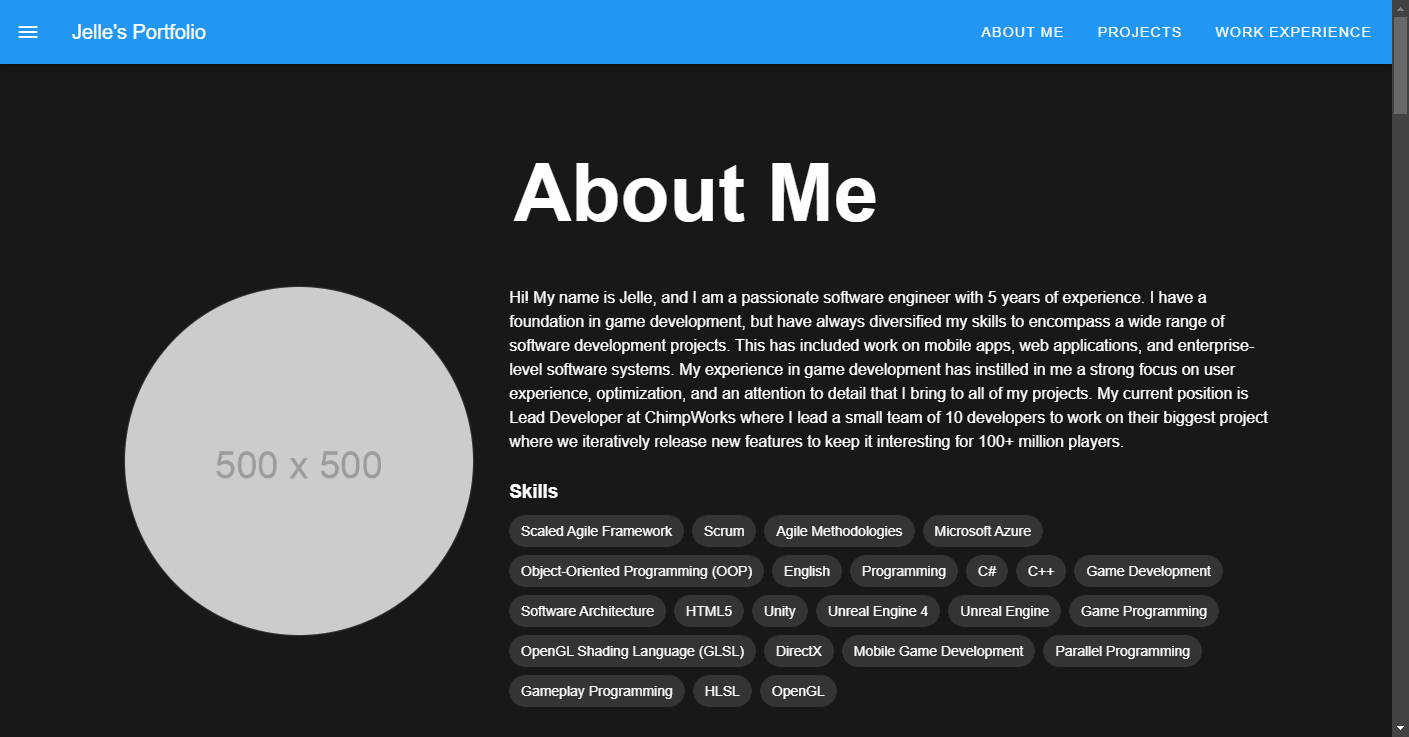 Jelle's Portfolio
ABOUT ME
PROJECTS
WORK EXPERIENCE
About Me
500 x 500
Hi! My name is Jelle, and I am a passionate software engineer with 5 years of experience. I have a
foundation in game development, but have always diversified my skills to encompass a wide range of
software development projects. This has included work on mobile apps, web applications, and enterprise-
level software systems. My experience in game development has instilled in me a strong focus on user
experience, optimization, and an attention to detail that I bring to all of my projects. My current position is
Lead Developer at ChimpWorks where I lead a small team of 10 developers to work on their biggest project
where we iteratively release new features to keep it interesting for 100+ million players.
Skills
Scaled Agile Framework Scrum Agile Methodologies Microsoft Azure
Object-Oriented Programming (OOP) English Programming C# C++ Game Development
Software Architecture HTML5 Unity Unreal Engine 4 Unreal Engine Game Programming
OpenGL Shading Language (GLSL) DirectX Mobile Game Development Parallel Programming
Gameplay Programming HLSL OpenGL